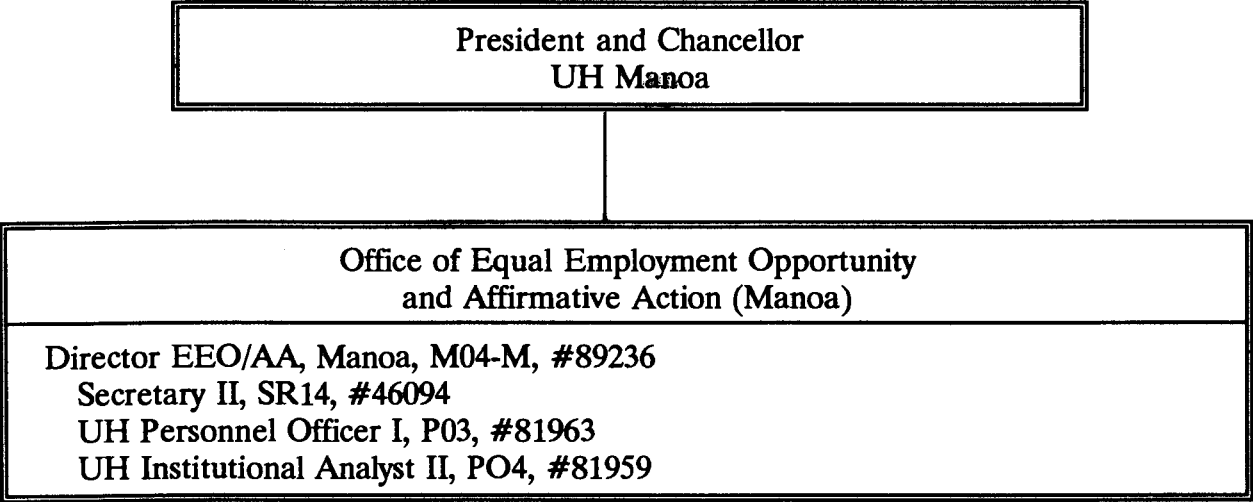 President and Chancellor
UH Manoa
Office of Equal Employment Opportunity
and Affirmative Action (Manoa)
Director EEO/AA, Manoa, M04-M, #89236
Secretary II, SR14, #46094
UH Personnel Officer I, P03, #81963
UH Institutional Analyst II, PO4, #81959